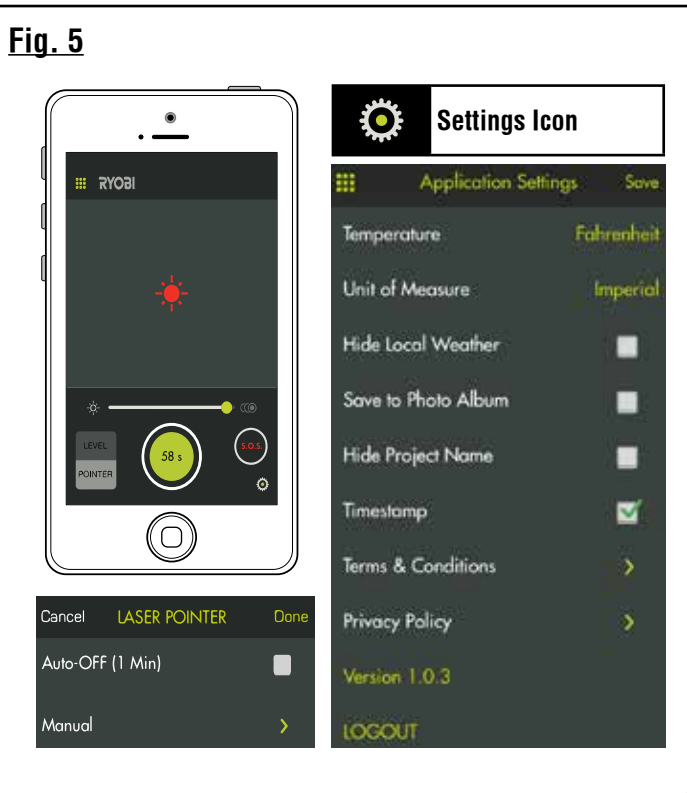 Fig. 5
RYOBI
LEVEL
POINTER
58 s
S.O.S.
Cancel LASER POINTER Done
Auto-OFF (1 Min)
Manual
Settings Icon
Application Settings Save
Temperature Fahrenheit
Unit of Measure Imperial
Hide Local Weather
Save to Photo Album
Hide Project Name
Timestamp
Terms & Conditions
Privacy Policy
Version 1.0.3
LOGOUT